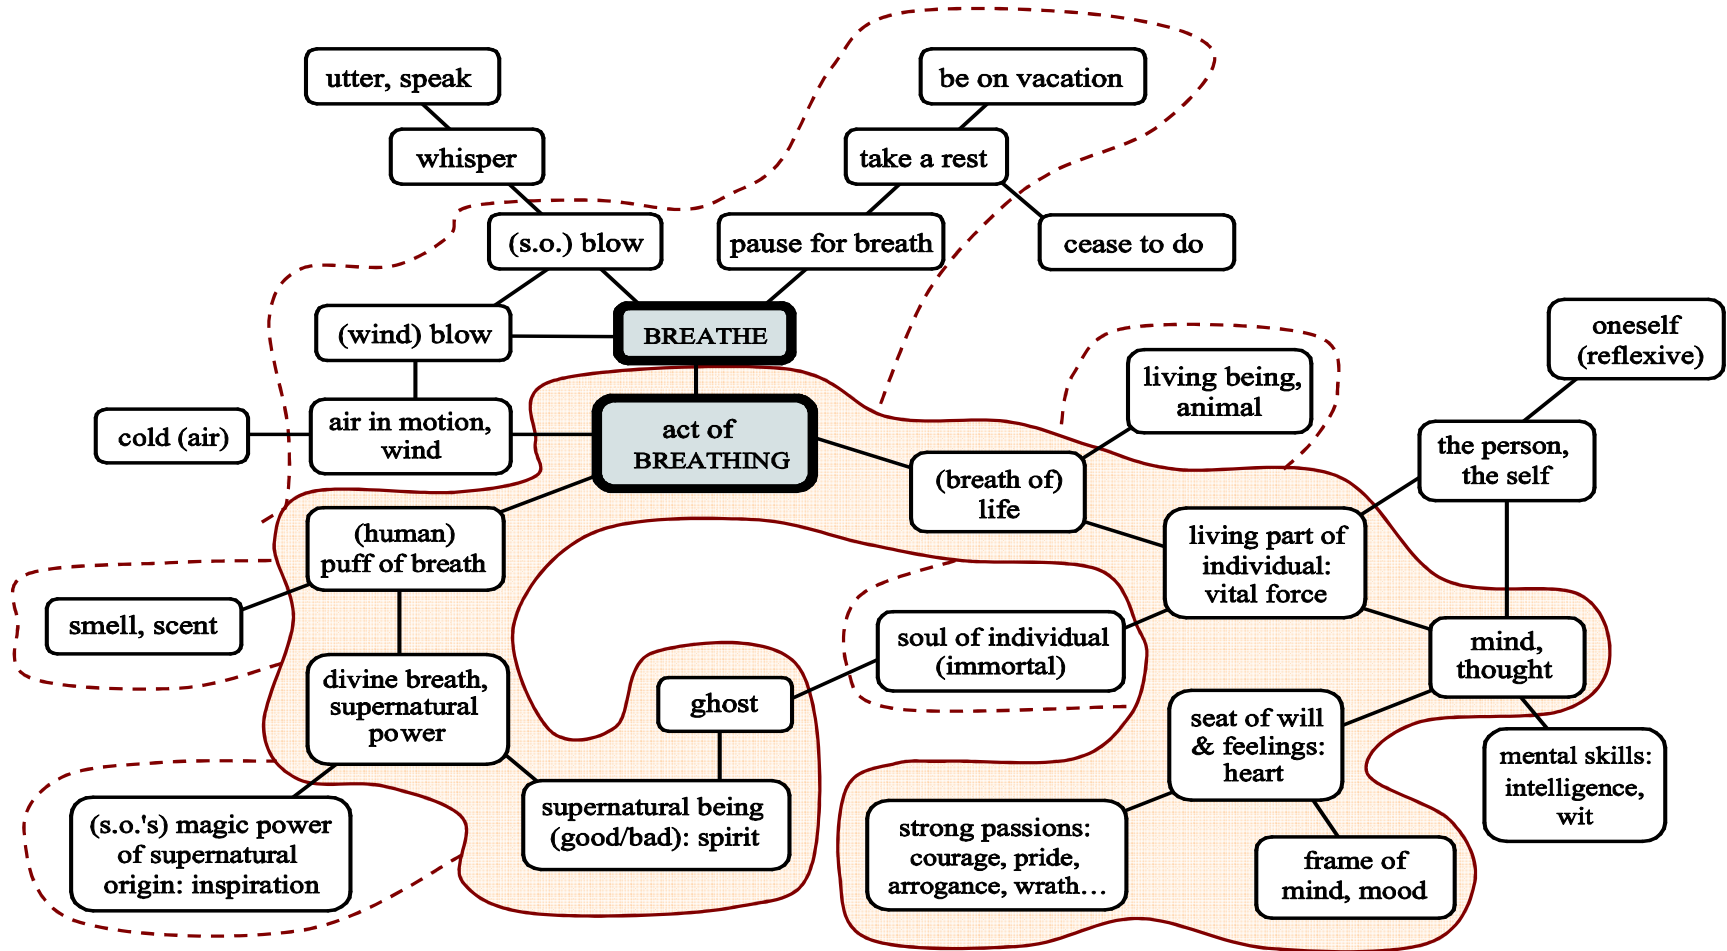 utter, speak
be on vacation
whisper
take a rest
(s.o.) blow
pause for breath
cease to do
(wind) blow
BREATHE
oneself
(reflexive)
living being,
animal
cold (air)
air in motion,
wind
act of
BREATHING
(breath of)
life
the person,
the self
(human)
puff of breath
living part of
individual:
vital force
smell, scent
soul of individual
(immortal)
mind,
thought
divine breath,
supernatural
power
ghost
seat of will
& feelings:
heart
mental skills:
intelligence,
wit
(s.o.'s) magic power
of supernatural
origin: inspiration
supernatural being
(good/bad): spirit
strong passions:
courage, pride,
arrogance, wrath...
frame of
mind, mood